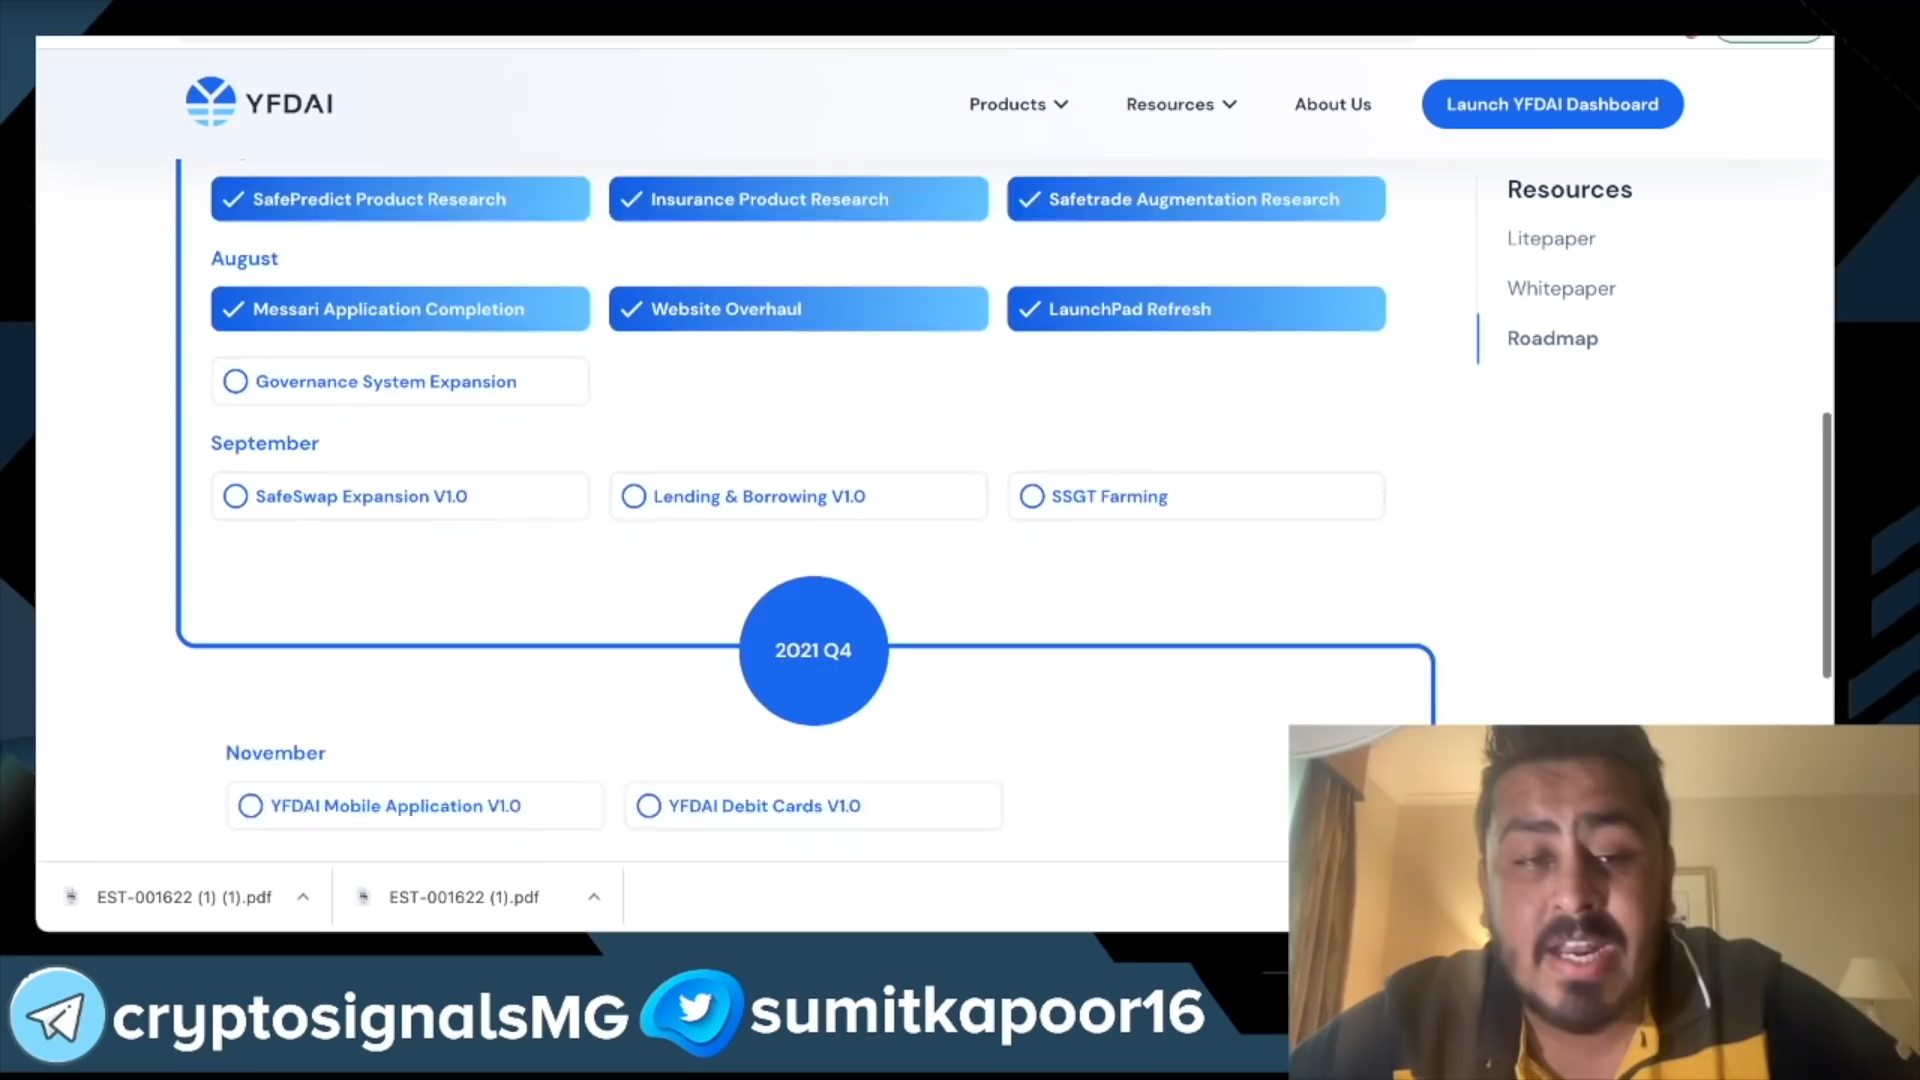 YFDAI
Products
Resources
About Us
Launch YFDAI Dashboard
SafePredict Product Research
Insurance Product Research
Safetrade Augmentation Research
August
Messari Application Completion
Website Overhaul
LaunchPad Refresh
Governance System Expansion
September
SafeSwap Expansion V1.0
Lending & Borrowing V1.0
SSGT Farming
2021 Q4
November
YFDAI Mobile Application V1.0
YFDAI Debit Cards V1.0
Resources
Litepaper
Whitepaper
Roadmap
EST-001622 (1) (1).pdf
EST-001622 (1).pdf
cryptosignalsMG
sumitkapoor16